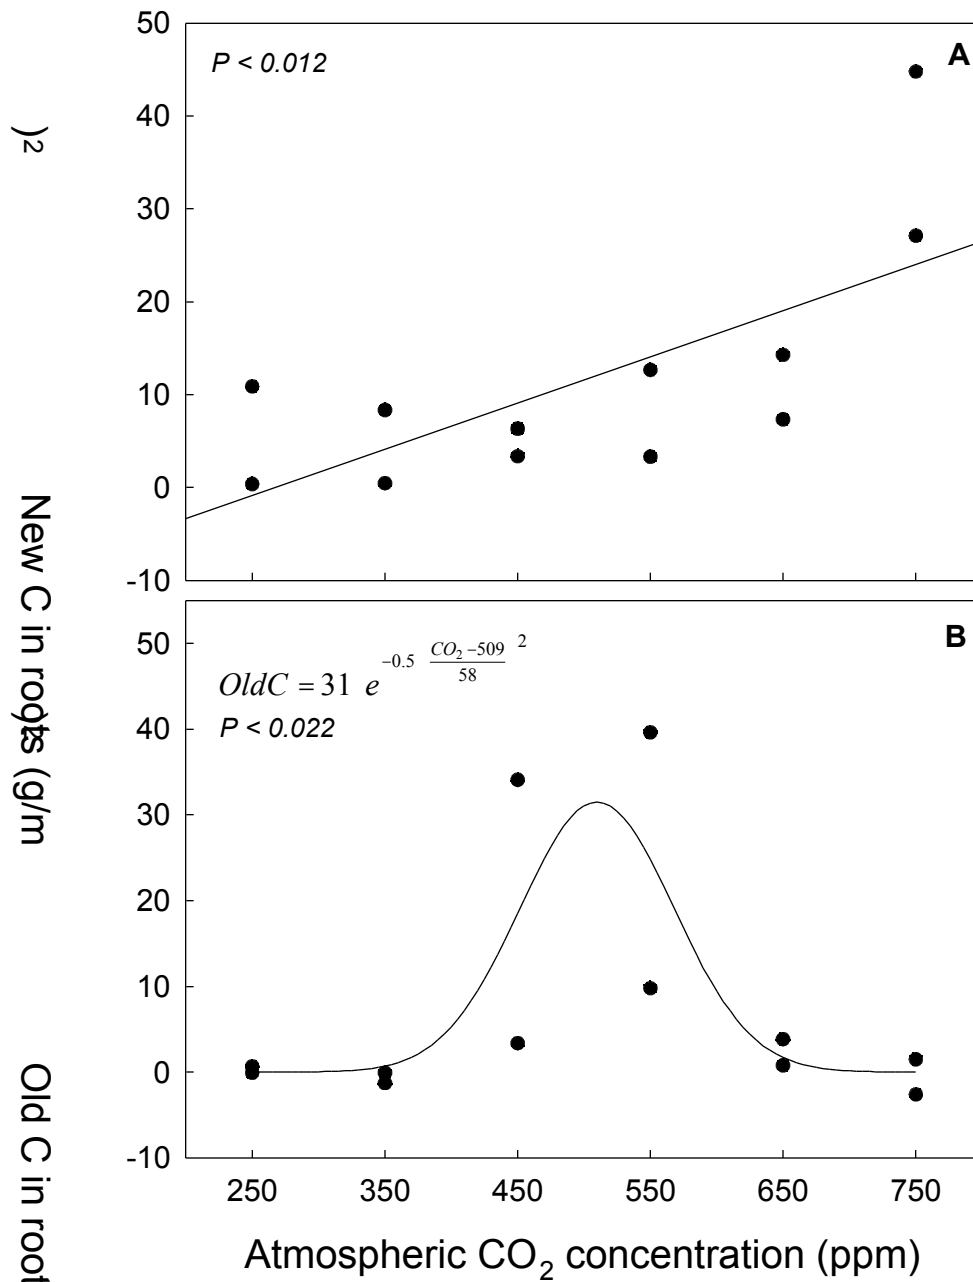 50
A
P < 0.012
40
30
20
10
0
-10
New C in roots (g/m
)2
50
B
OldC = 31 e -0.5 CO2 -509 2
58
P < 0.022
40
30
20
10
0
-10
Old C in root
250 350 450 550 650 750
Atmospheric CO2 concentration (ppm)